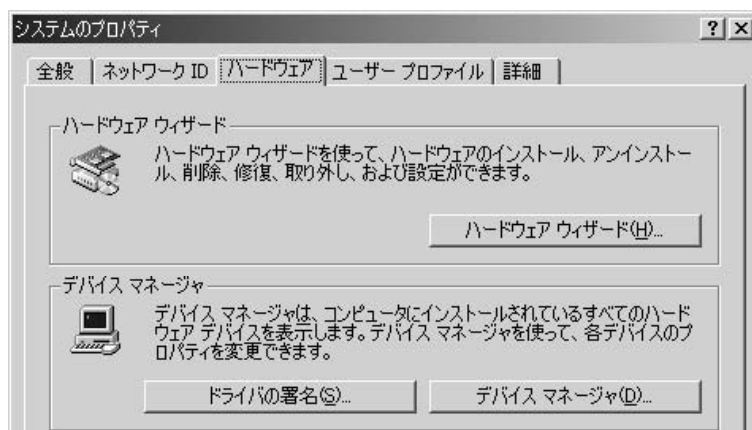 システムのプロパティ
? ×
全般 ネットワーク ID ハードウェア ユーザー プロファイル 詳細
ハードウェア ウィザード
ハードウェア ウィザードを使って、ハードウェアのインストール、アンインストー
ル、削除、修復、取り外し、および設定ができます。
ハードウェア ウィザード(H)...
デバイス マネージャ
デバイス マネージャは、コンピュータにインストールされているすべてのハード
ウェア デバイスを表示します。デバイス マネージャを使って、各デバイスのプ
ロパティを変更できます。
ドライバの署名(S)... デバイス マネージャ(D)...